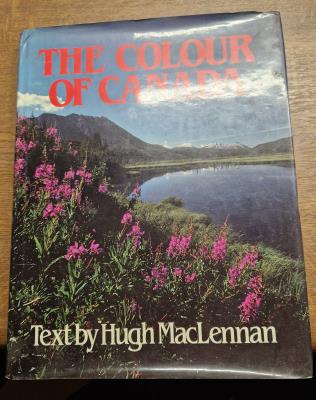 THE COLOUR
OF CANADA
Text by Hugh MacLennan